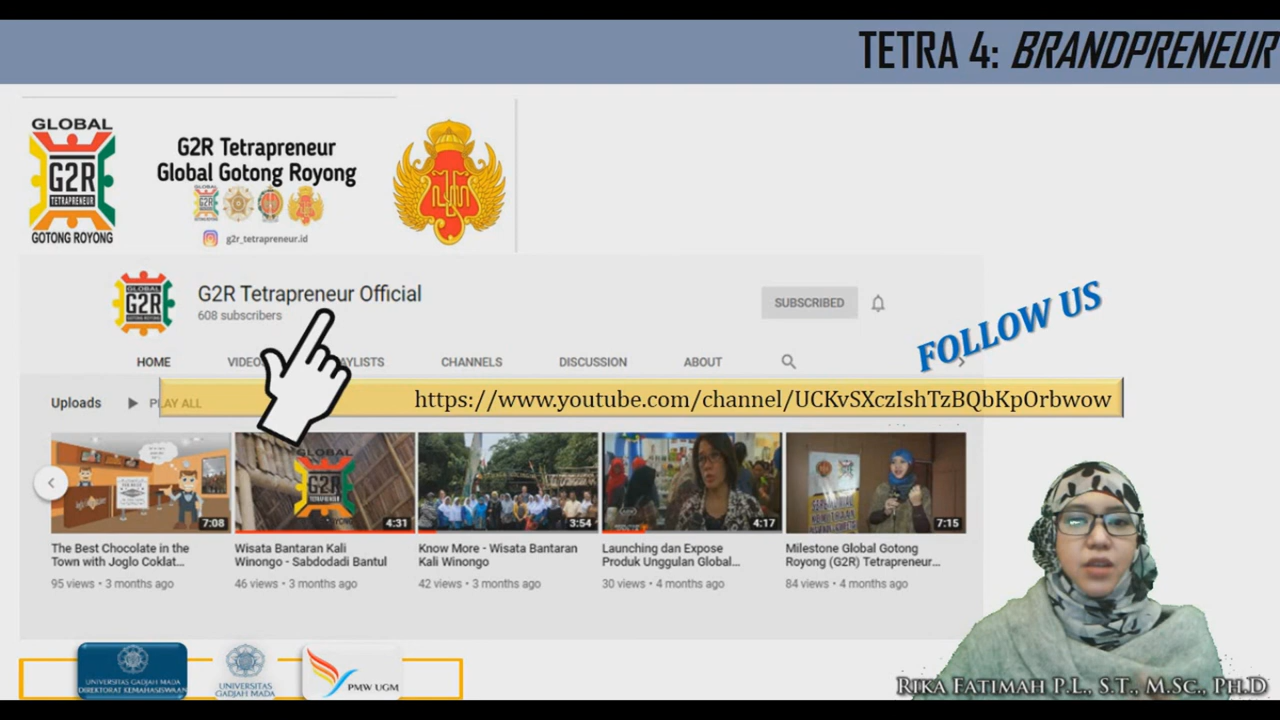 TETRA 4: BRANDPRENEUR
GLOBAL
G2R
TETRAPRENEUR
GOTONG ROYONG
G2R Tetrapreneur
Global Gotong Royong
g2r_tetrapreneur.id
GLOBAL
G2R
G2R Tetrapreneur Official
608 subscribers
SUBSCRIBED
FOLLOW US
HOME
CHANNELS
DISCUSSION
ABOUT
Uploads
PLAY ALL
https://www.youtube.com/channel/UCKvSXczIshTzBQbKpOrbwow
GLOBAL
7:08
4:31
3:54
4:17
7:15
The Best Chocolate in the
Town with Joglo Coklat...
95 views • 3 months ago
Wisata Bantaran Kali
Winongo - Sabdodadi Bantul
46 views • 3 months ago
Know More - Wisata Bantaran
Kali Winongo
42 views • 3 months ago
Launching dan Expose
Produk Unggulan Global...
30 views • 4 months ago
Milestone Global Gotong
Royong (G2R) Tetrapreneur...
84 views • 4 months ago
UNIVERSITAS GADJAH MADA
DIREKTORAT KEMAHASISWAAN
UNIVERSITAS
GADJAH MADA
PMW UGM
RIKA FATIMAH P.L., S.T., M.SC., PH.D